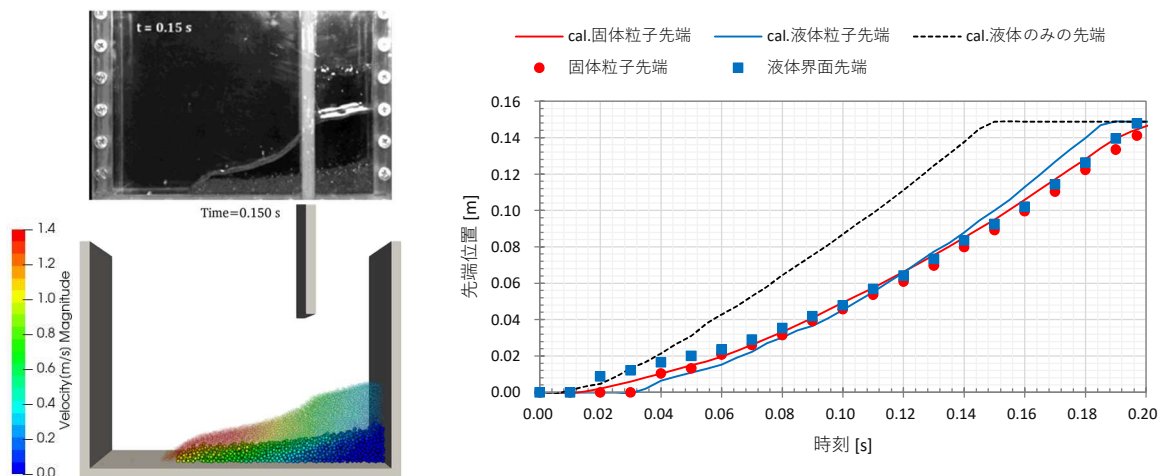 t = 0.15 s
Time=0.150 s
1.4
1.2
1.0
0.8
0.6
0.4
0.2
0.0
Velocity(m/s) Magnitude
cal.固体粒子先端
cal.液体粒子先端
cal.液体のみの先端
固体粒子先端
液体界面先端
0.16
0.14
0.12
0.10
0.08
0.06
0.04
0.02
0.00
先端位置 [m]
0.00 0.02 0.04 0.06 0.08 0.10 0.12 0.14 0.16 0.18 0.20
時刻 [s]